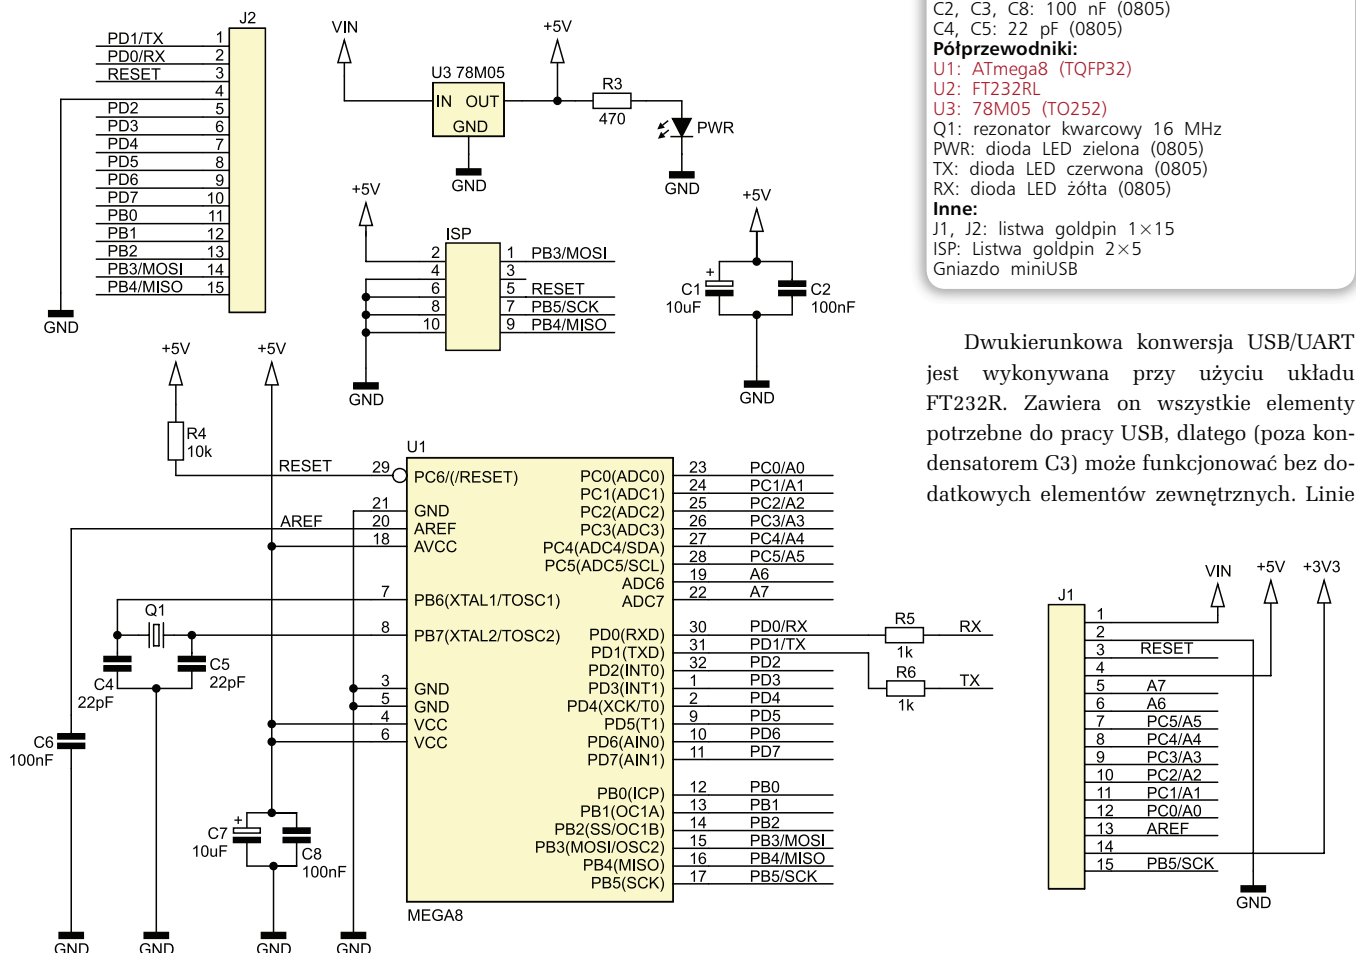 J2
PD1/TX 1
PD0/RX 2
RESET 3
4
PD2 5
PD3 6
PD4 7
PD5 8
PD6 9
PD7 10
PB0 11
PB1 12
PB2 13
PB3/MOSI 14
PB4/MISO 15
GND
VIN
+5V
U3 78M05
IN OUT
GND
GND
R3
470
PWR
GND
+5V
ISP
2 1 PB3/MOSI
4 3
6 5 RESET
8 7 PB5/SCK
10 9 PB4/MISO
GND
+5V
+
C1
10uF
C2
100nF
GND
C2, C3, C8: 100 nF (0805)
C4, C5: 22 pF (0805)
Półprzewodniki:
U1: ATmega8 (TQFP32)
U2: FT232RL
U3: 78M05 (TO252)
Q1: rezonator kwarcowy 16 MHz
PWR: dioda LED zielona (0805)
TX: dioda LED czerwona (0805)
RX: dioda LED żółta (0805)
Inne:
J1, J2: listwa goldpin 1×15
ISP: Listwa goldpin 2×5
Gniazdo miniUSB
Dwukierunkowa konwersja USB/UART
jest wykonywana przy użyciu układu
FT232R. Zawiera on wszystkie elementy
potrzebne do pracy USB, dlatego (poza kon-
densatorem C3) może funkcjonować bez do-
datkowych elementów zewnętrznych. Linie
+5V
+5V
R4
10k
U1
RESET 29 PC6/(/RESET)
21 GND
AREF 20 AREF
18 AVCC
7 PB6(XTAL1/TOSC1)
8 PB7(XTAL2/TOSC2)
3 GND
5 GND
4 VCC
6 VCC
PC0(ADC0) 23 PC0/A0
PC1(ADC1) 24 PC1/A1
PC2(ADC2) 25 PC2/A2
PC3(ADC3) 26 PC3/A3
PC4(ADC4/SDA) 27 PC4/A4
PC5(ADC5/SCL) 28 PC5/A5
ADC6 19 A6
ADC7 22 A7
PD0(RXD) 30 PD0/RX
PD1(TXD) 31 PD1/TX
PD2(INT0) 32 PD2
PD3(INT1) 1 PD3
PD4(XCK/T0) 2 PD4
PD5(T1) 9 PD5
PD6(AIN0) 10 PD6
PD7(AIN1) 11 PD7
PB0(ICP) 12 PB0
PB1(OC1A) 13 PB1
PB2(SS/OC1B) 14 PB2
PB3(MOSI/OSC2) 15 PB3/MOSI
PB4(MISO) 16 PB4/MISO
PB5(SCK) 17 PB5/SCK
MEGA8
R5
1k
RX
R6
1k
TX
Q1
C4
22pF
C5
22pF
C6
100nF
+
C7
10uF
C8
100nF
GND
GND
GND
GND
VIN
+5V
+3V3
J1
1
2
3 RESET
4
5 A7
6 A6
7 PC5/A5
8 PC4/A4
9 PC3/A3
10 PC2/A2
11 PC1/A1
12 PC0/A0
13 AREF
14
15 PB5/SCK
GND